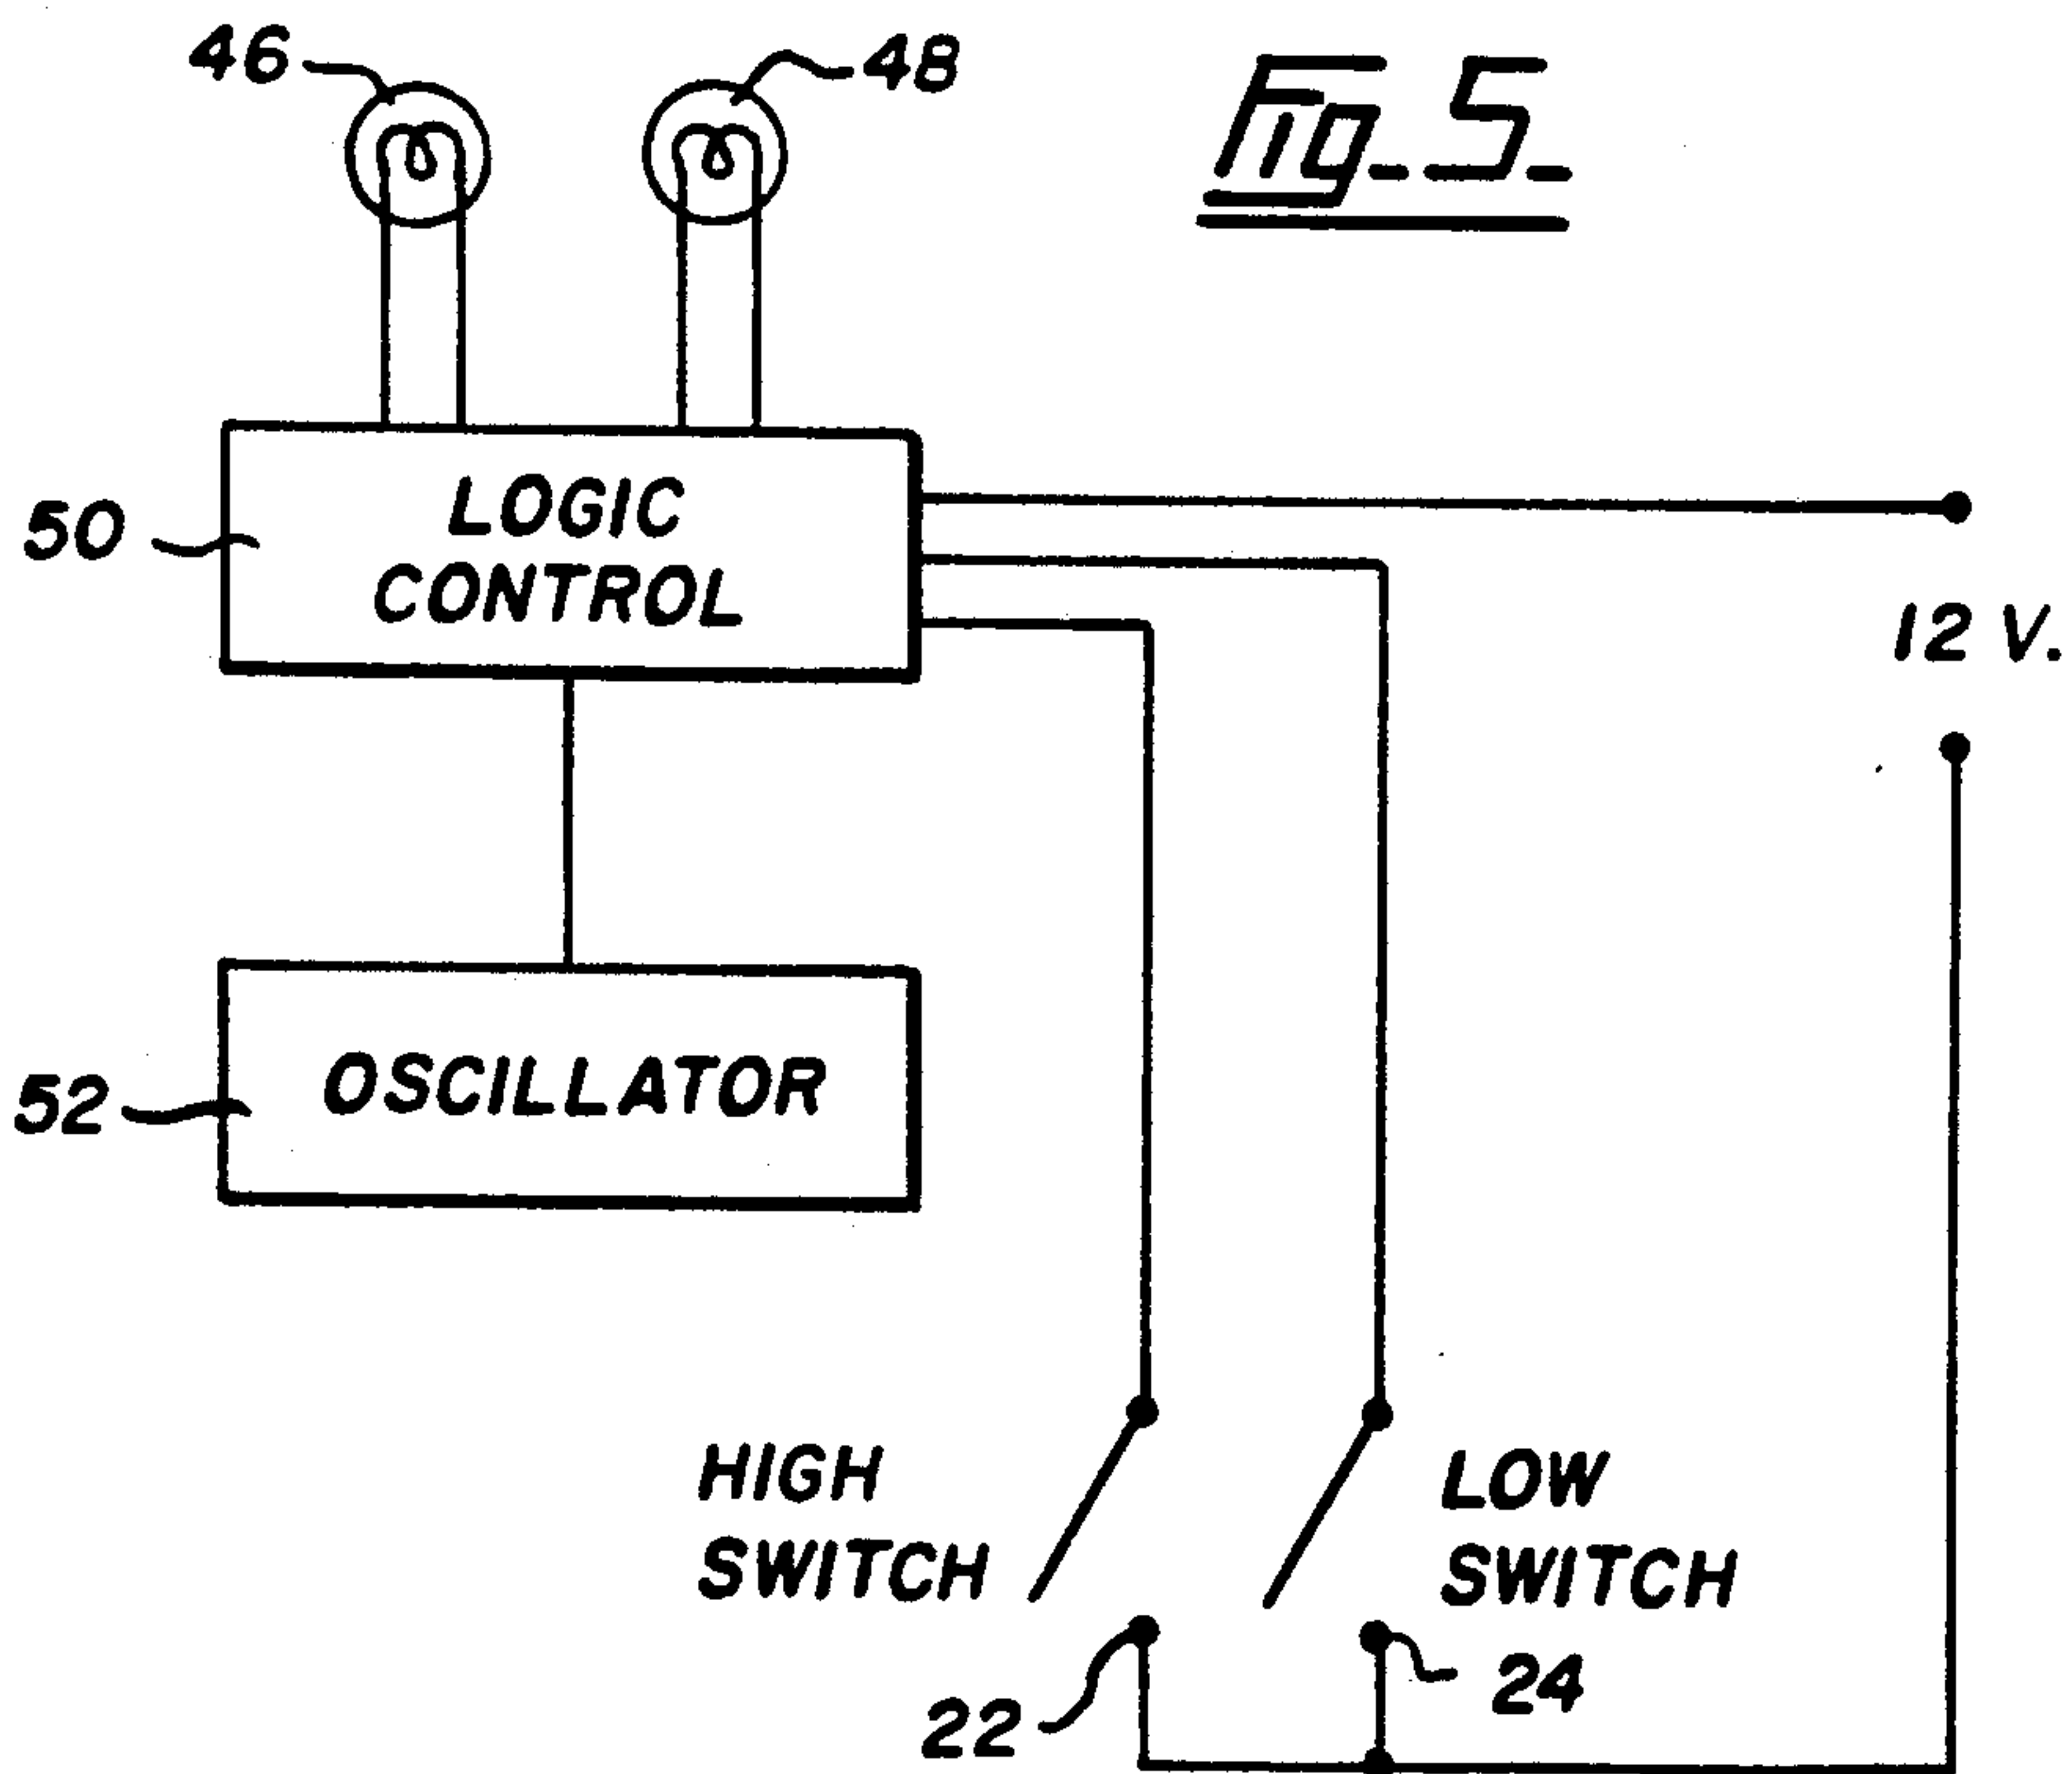 46
48
Fig. 5.
50
LOGIC
CONTROL
12 V.
52
OSCILLATOR
HIGH
SWITCH
LOW
SWITCH
22
24